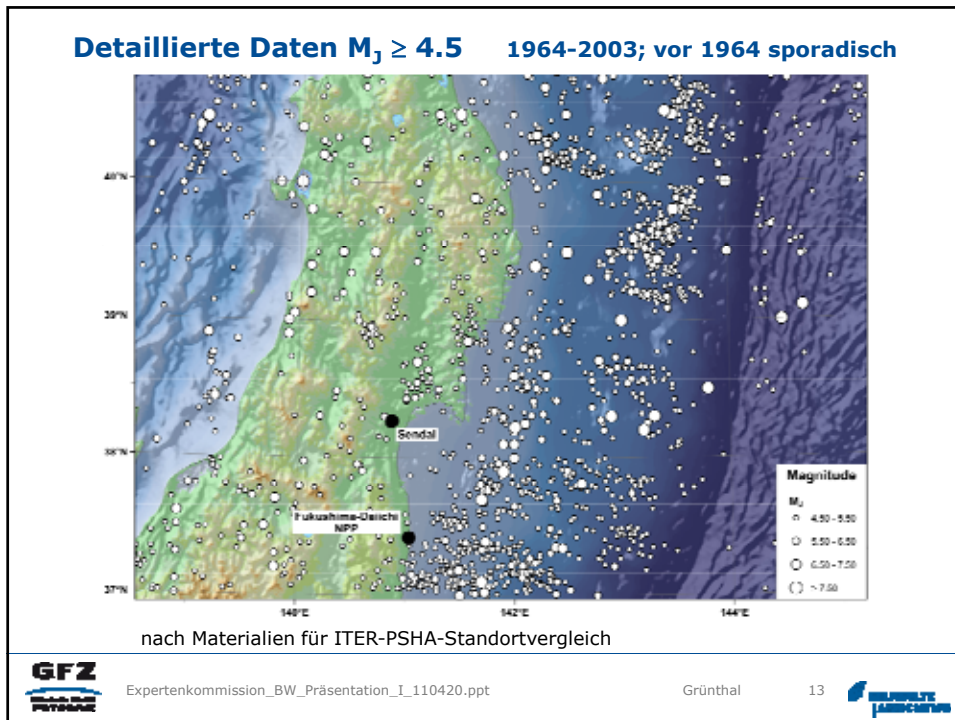 Detaillierte Daten MJ ≥ 4.5 1964-2003; vor 1964 sporadisch
40°N
39°N
Sendai
38°N
Fukushima-Daiichi
NPP
37°N
140°E 142°E 144°E
Magnitude
MJ
4.50 - 5.50
5.50 - 6.50
6.50 - 7.50
> 7.50
nach Materialien für ITER-PSHA-Standortvergleich
GFZ
Expertenkommission_BW_Präsentation_I_110420.ppt Grünthal 13